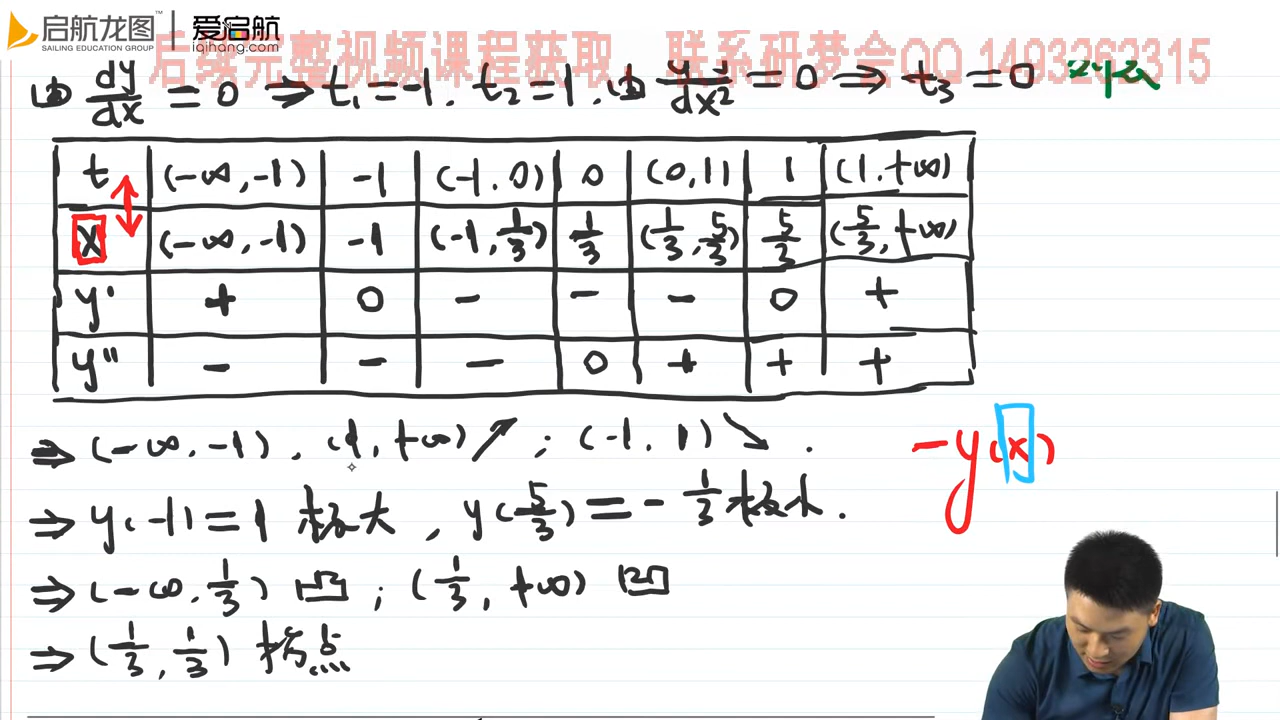 启航龙图™ 爱启航
SAILING EDUCATION GROUP iqihang.com
后续完整视频课程获取，联系研梦会QQ 1493263315
由 dy/dx = 0 ⇒ t₁=-1. t₂=1. 由 d²y/dx² = 0 ⇒ t₃=0
t (-∞,-1) -1 (-1,0) 0 (0,1) 1 (1,+∞)
x (-∞,-1) -1 (-1,1/3) 1/3 (1/3,5/3) 5/3 (5/3,+∞)
y' + 0 - - - 0 +
y'' - - - 0 + + +
⇒ (-∞,-1), (1,+∞)↗; (-1,1)↘.
-y(x)
⇒ y(-1)=1 极大, y(5/3)=-1/3 极小.
⇒ (-∞,1/3) 凸; (1/3,+∞) 凹
⇒ (1/3,1/3) 拐点